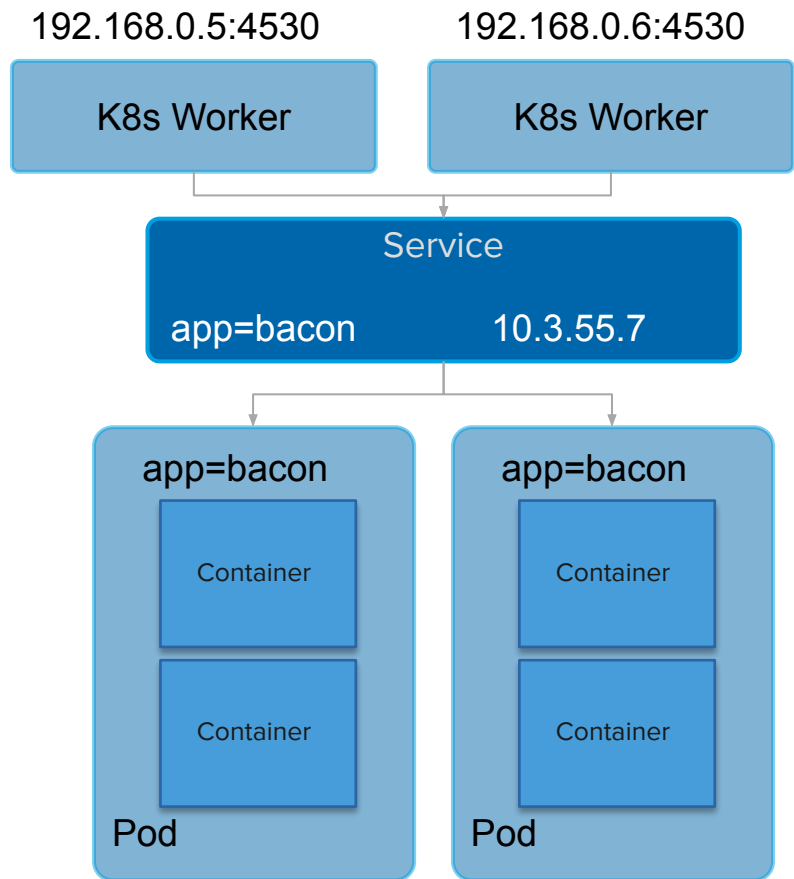 192.168.0.5:4530 192.168.0.6:4530
K8s Worker K8s Worker
Service
app=bacon 10.3.55.7
app=bacon app=bacon
Container Container
Container Container
Pod Pod